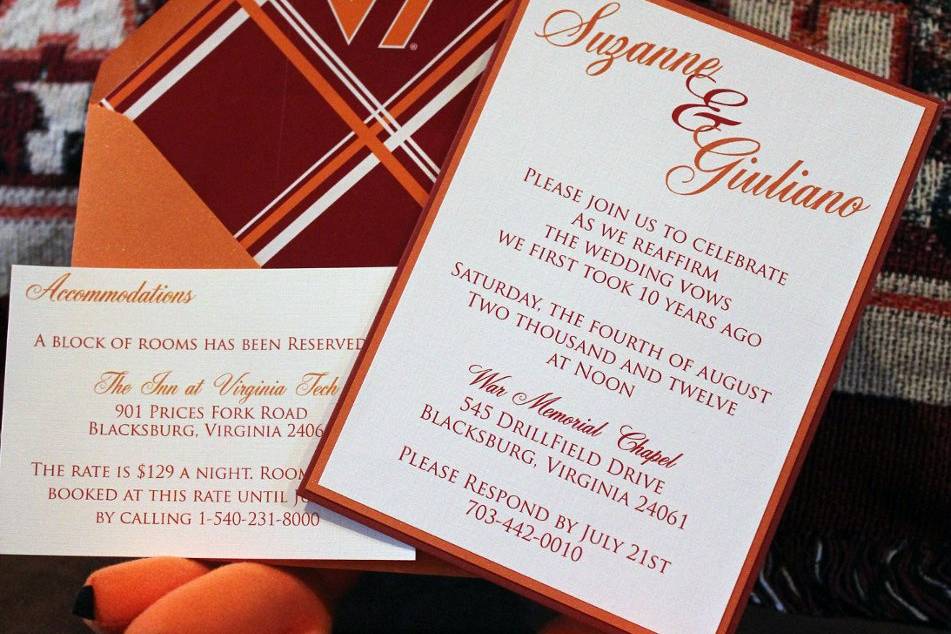 Suzanne
&
Giuliano
Please join us to celebrate
as we reaffirm
the wedding vows
we first took 10 years ago
Saturday, the fourth of August
Two thousand and twelve
at Noon
War Memorial Chapel
545 Drillfield Drive
Blacksburg, Virginia 24061
Please Respond by July 21st
703-442-0010
Accommodations
A block of rooms has been reserved
The Inn at Virginia Tech
901 Prices Fork Road
Blacksburg, Virginia
The rate is $129 a night.
booked at this rate until
by calling 1-540-231-8000